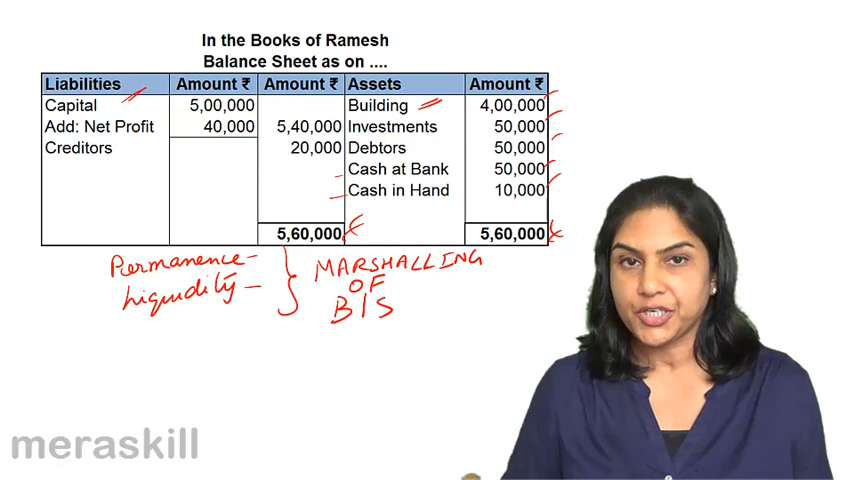 In the Books of Ramesh
Balance Sheet as on ....
Liabilities Amount ₹ Amount ₹ Assets Amount ₹
Capital 5,00,000 Building 4,00,000
Add: Net Profit 40,000 5,40,000 Investments 50,000
Creditors 20,000 Debtors 50,000
Cash at Bank 50,000
Cash in Hand 10,000
5,60,000 5,60,000
Permanence
Liquidity
MARSHALLING
OF
B/S
meraskill